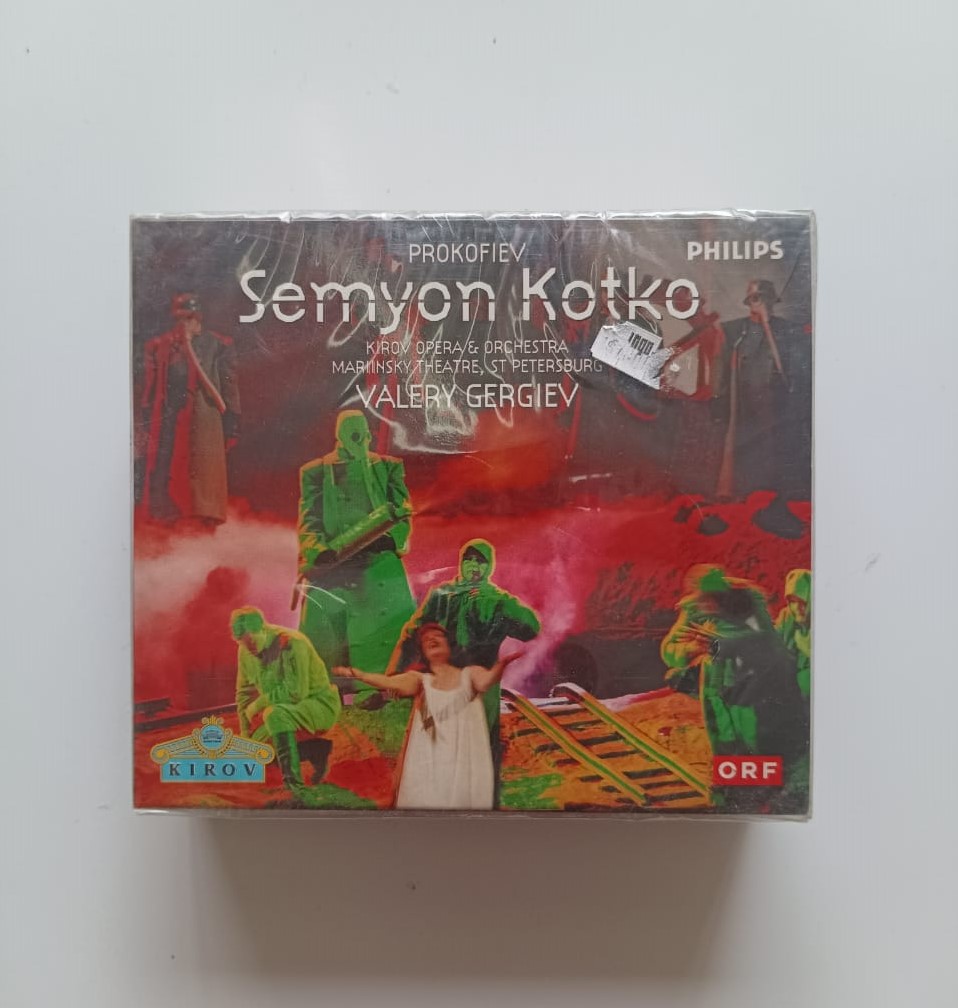 PROKOFIEV
PHILIPS
Semyon Kotko
KIROV OPERA & ORCHESTRA
MARIINSKY THEATRE, ST PETERSBURG
VALERY GERGIEV
KIROV
ORF